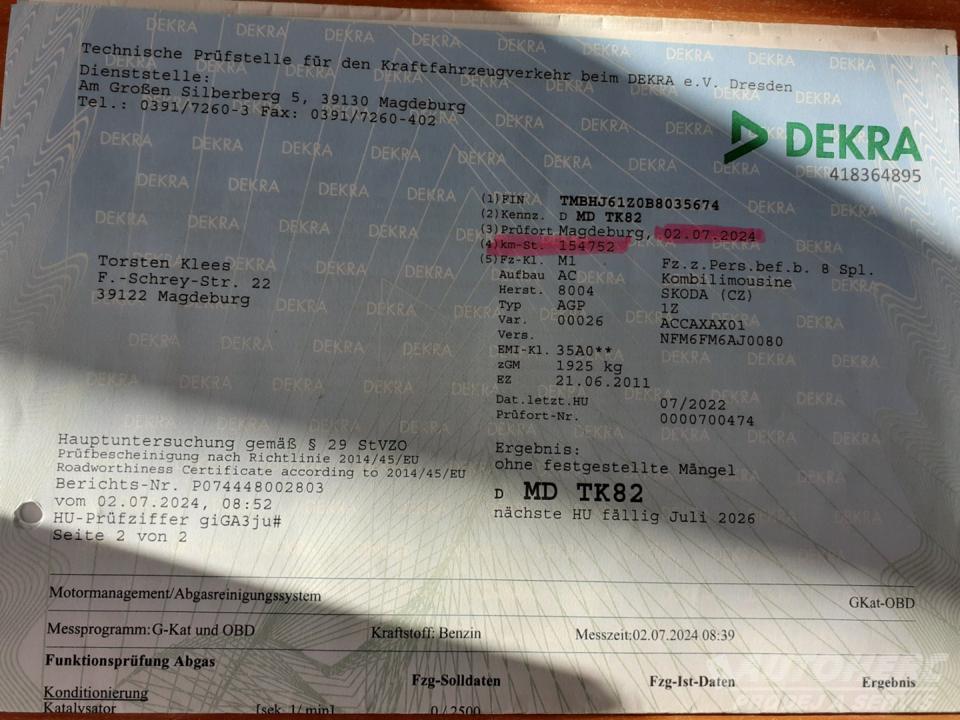 Technische Prüfstelle für den Kraftfahrzeugverkehr beim DEKRA e.V. Dresden
Dienststelle:
Am Großen Silberberg 5, 39130 Magdeburg
Tel.: 0391/7260-3 Fax: 0391/7260-402
DEKRA
418364895
(1) FIN TMBHJ61Z0B8035674
(2) Kennz. D MD TK82
(3) Prüfort Magdeburg, 02.07.2024
(4) km-St. 154752
(5) Fz-Kl. M1 Fz.z.Pers.bef.b. 8 Spl.
Aufbau AC Kombilimousine
Herst. 8004 SKODA (CZ)
Typ AGP 1Z
Var. 00026 ACCAXAX01
Vers. NFM6FM6AJ0080
EMI-Kl. 35A0**
zGM 1925 kg
EZ 21.06.2011
Dat.letzt.HU 07/2022
Prüfort-Nr. 0000700474
Torsten Klees
F.-Schrey-Str. 22
39122 Magdeburg
Hauptuntersuchung gemäß § 29 StVZO
Prüfbescheinigung nach Richtlinie 2014/45/EU
Roadworthiness Certificate according to 2014/45/EU
Berichts-Nr. P074448002803
vom 02.07.2024, 08:52
HU-Prüfziffer giGA3ju#
Seite 2 von 2
Ergebnis:
ohne festgestellte Mängel
D MD TK82
nächste HU fällig Juli 2026
Motormanagement/Abgasreinigungssystem GKat-OBD
Messprogramm:G-Kat und OBD Kraftstoff: Benzin Messzeit:02.07.2024 08:39
Funktionsprüfung Abgas Fzg-Solldaten Fzg-Ist-Daten Ergebnis
Konditionierung
Katalysator [sek. 1/min] 0 / 2500